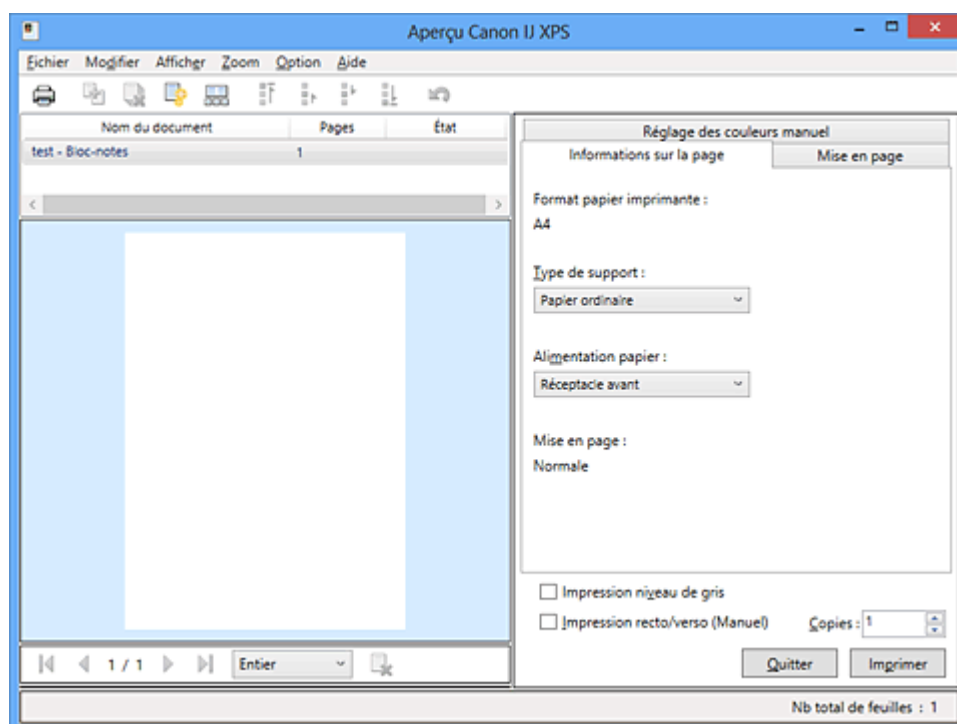 Aperçu Canon IJ XPS
Fichier Modifier Afficher Zoom Option Aide
Nom du document Pages État
test - Bloc-notes 1
Réglage des couleurs manuel
Informations sur la page Mise en page
Format papier imprimante :
A4
Type de support :
Papier ordinaire
Alimentation papier :
Réceptacle avant
Mise en page :
Normale
Impression niveau de gris
Impression recto/verso (Manuel) Copies : 1
1 / 1 Entier
Quitter Imprimer
Nb total de feuilles : 1